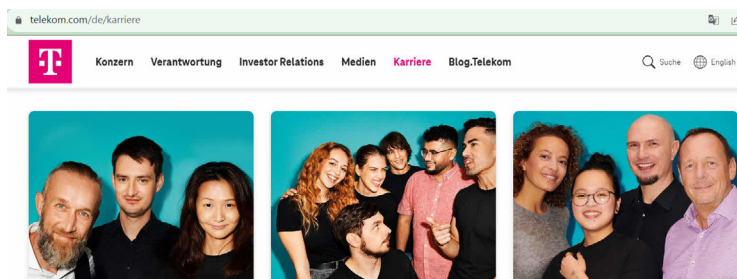 telekom.com/de/karriere
T Konzern Verantwortung Investor Relations Medien Karriere Blog.Telekom Suche English